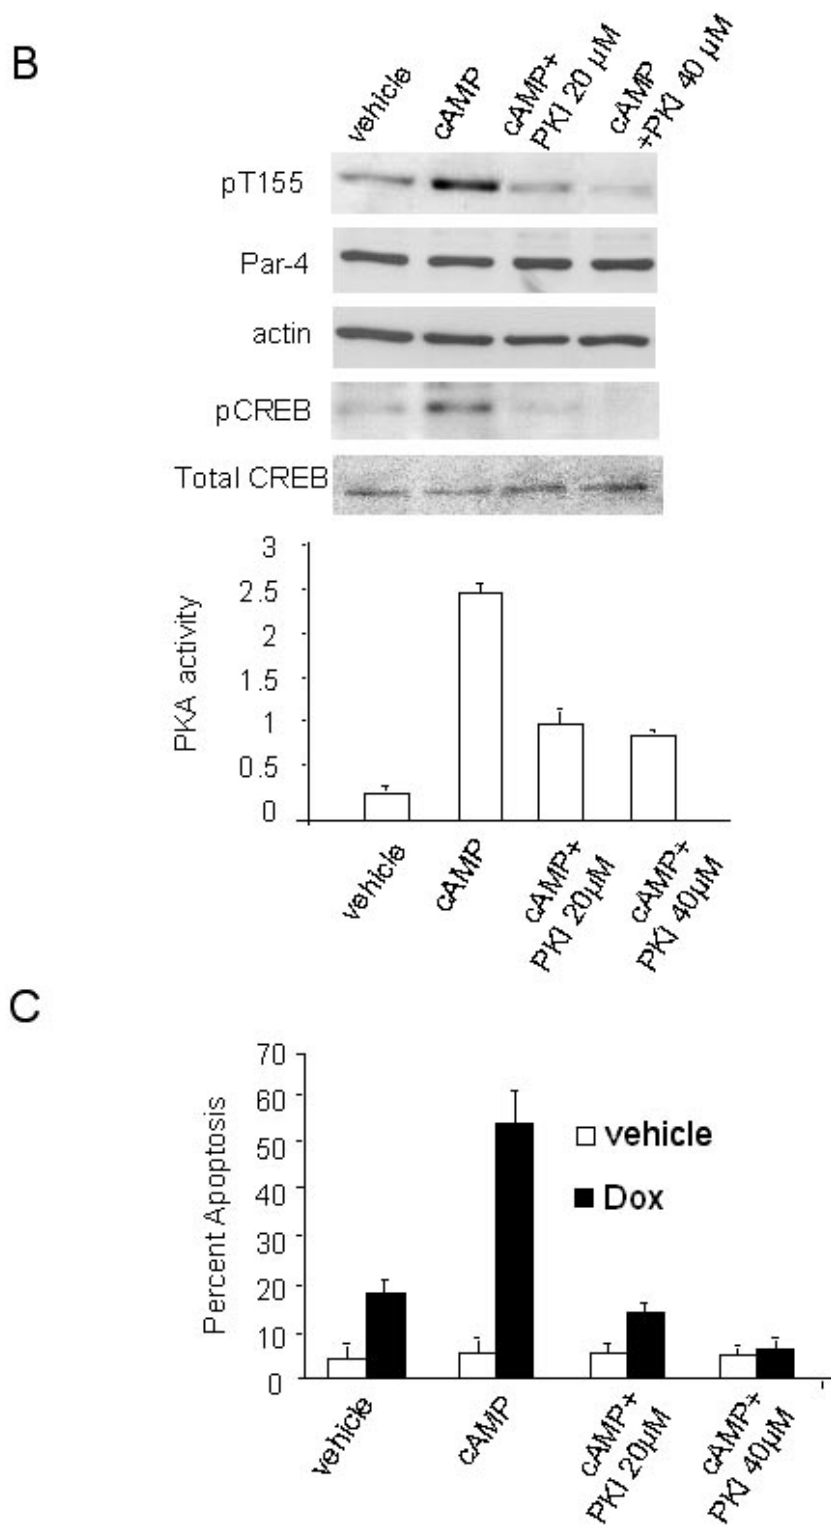 B
vehicle
cAMP
cAMP+
PKI 20 µM
cAMP
+PKI 40 µM
pT155
Par-4
actin
pCREB
Total CREB
PKA activity
3
2.5
2
1.5
1
0.5
0
vehicle
cAMP
cAMP+
PKI 20µM
cAMP+
PKI 40µM
C
Percent Apoptosis
70
60
50
40
30
20
10
0
vehicle
Dox
vehicle
cAMP
cAMP+
PKI 20µM
cAMP+
PKI 40µM